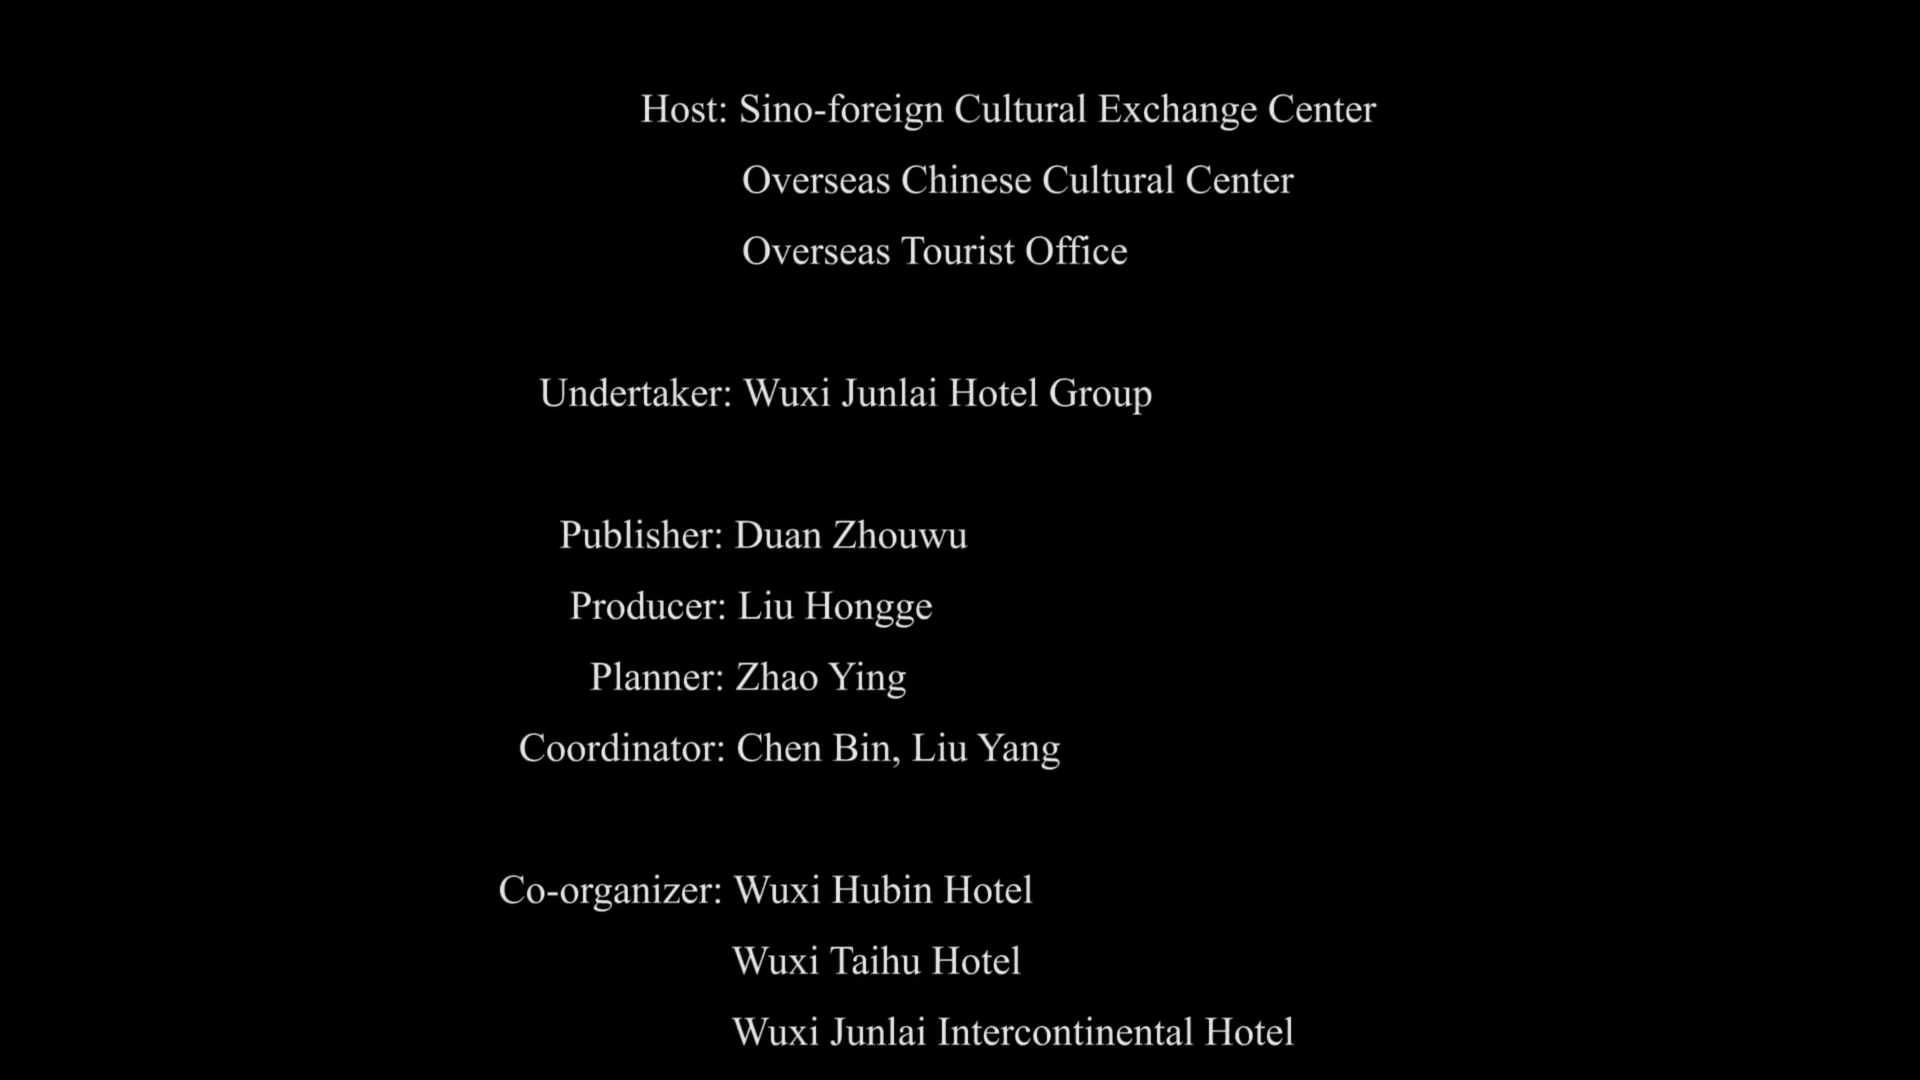 Host: Sino-foreign Cultural Exchange Center
Overseas Chinese Cultural Center
Overseas Tourist Office
Undertaker: Wuxi Junlai Hotel Group
Publisher: Duan Zhouwu
Producer: Liu Hongge
Planner: Zhao Ying
Coordinator: Chen Bin, Liu Yang
Co-organizer: Wuxi Hubin Hotel
Wuxi Taihu Hotel
Wuxi Junlai Intercontinental Hotel